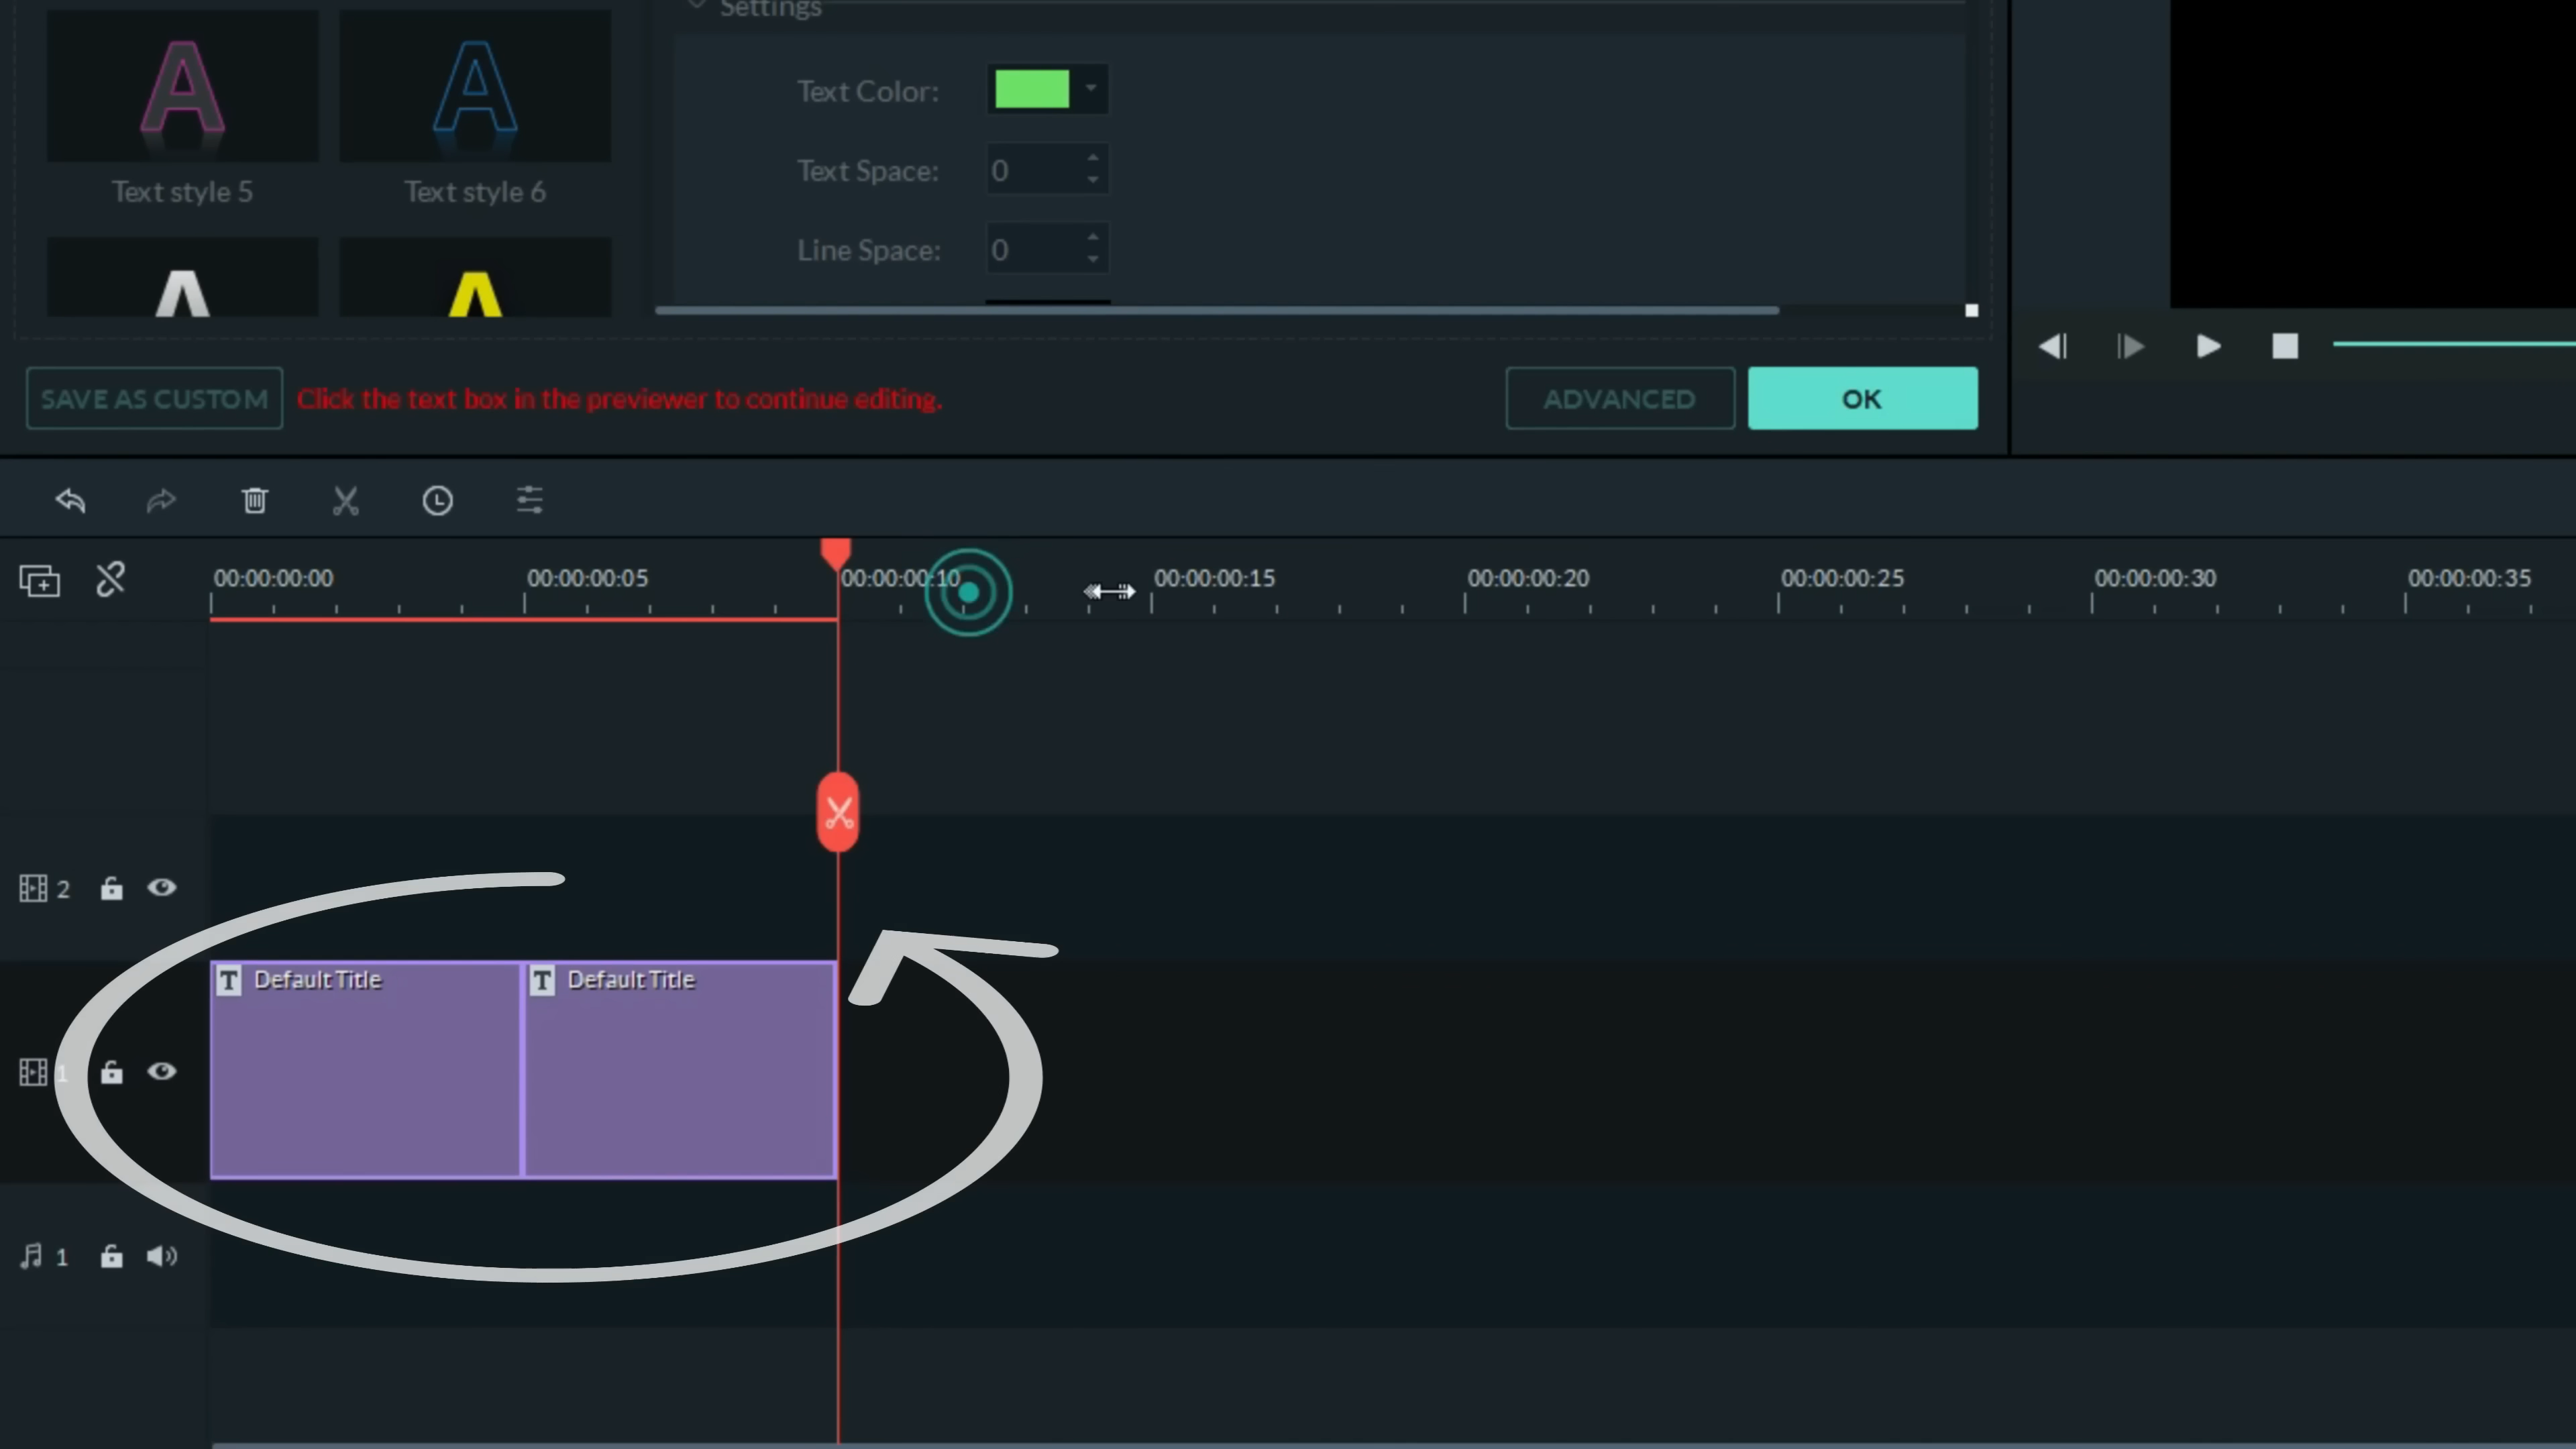 Settings
Text Color:
Text style 5
Text style 6
Text Space: 0
Line Space: 0
SAVE AS CUSTOM
Click the text box in the previewer to continue editing.
ADVANCED
OK
00:00:00:00
00:00:00:05
00:00:00:10
00:00:00:15
00:00:00:20
00:00:00:25
00:00:00:30
00:00:00:35
2
T Default Title
T Default Title
1
1